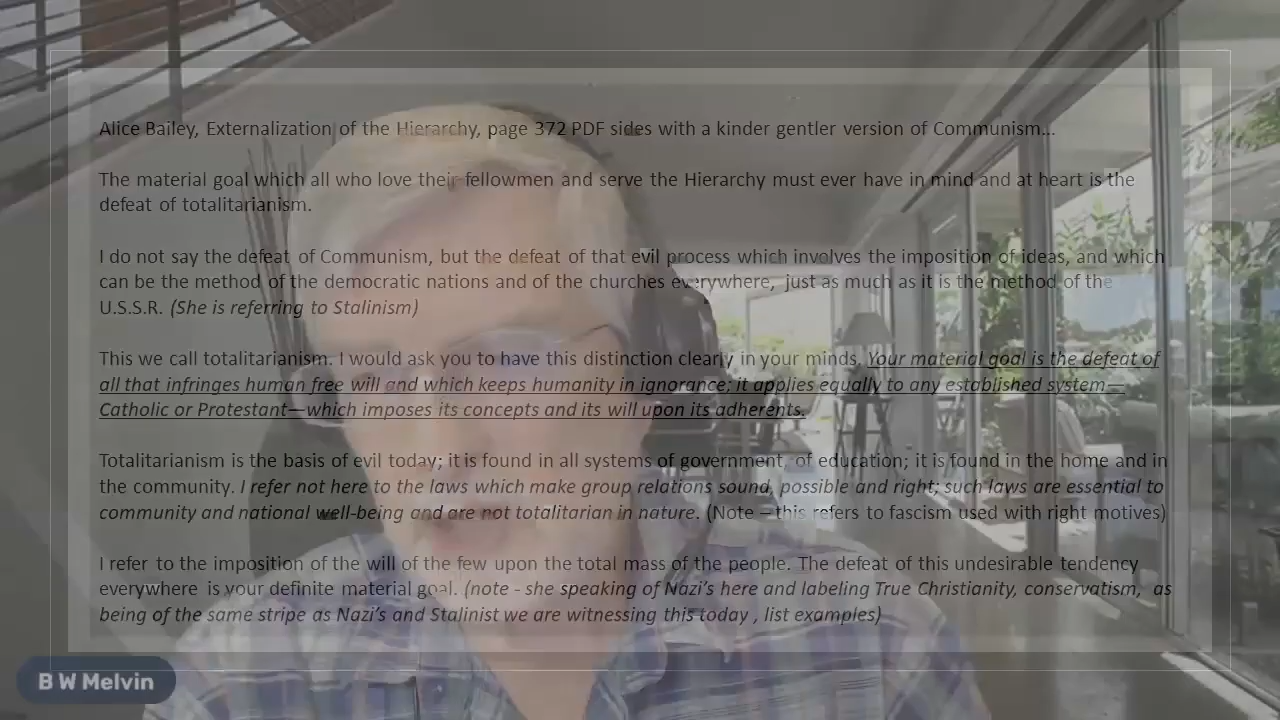 Alice Bailey, Externalization of the Hierarchy, page 372 PDF sides with a kinder gentler version of Communism...
The material goal which all who love their fellowmen and serve the Hierarchy must ever have in mind and at heart is the
defeat of totalitarianism.
I do not say the defeat of Communism, but the defeat of that evil process which involves the imposition of ideas, and which
can be the method of the democratic nations and of the churches everywhere, just as much as it is the method of the
U.S.S.R. (She is referring to Stalinism)
This we call totalitarianism. I would ask you to have this distinction clearly in your minds. Your material goal is the defeat of
all that infringes human free will and which keeps humanity in ignorance; it applies equally to any established system—
Catholic or Protestant—which imposes its concepts and its will upon its adherents.
Totalitarianism is the basis of evil today; it is found in all systems of government, of education; it is found in the home and in
the community. I refer not here to the laws which make group relations sound, possible and right; such laws are essential to
community and national well-being and are not totalitarian in nature. (Note – this refers to fascism used with right motives)
I refer to the imposition of the will of the few upon the total mass of the people. The defeat of this undesirable tendency
everywhere is your definite material goal. (note - she speaking of Nazi's here and labeling True Christianity, conservatism, as
being of the same stripe as Nazi's and Stalinist we are witnessing this today , list examples)
B W Melvin